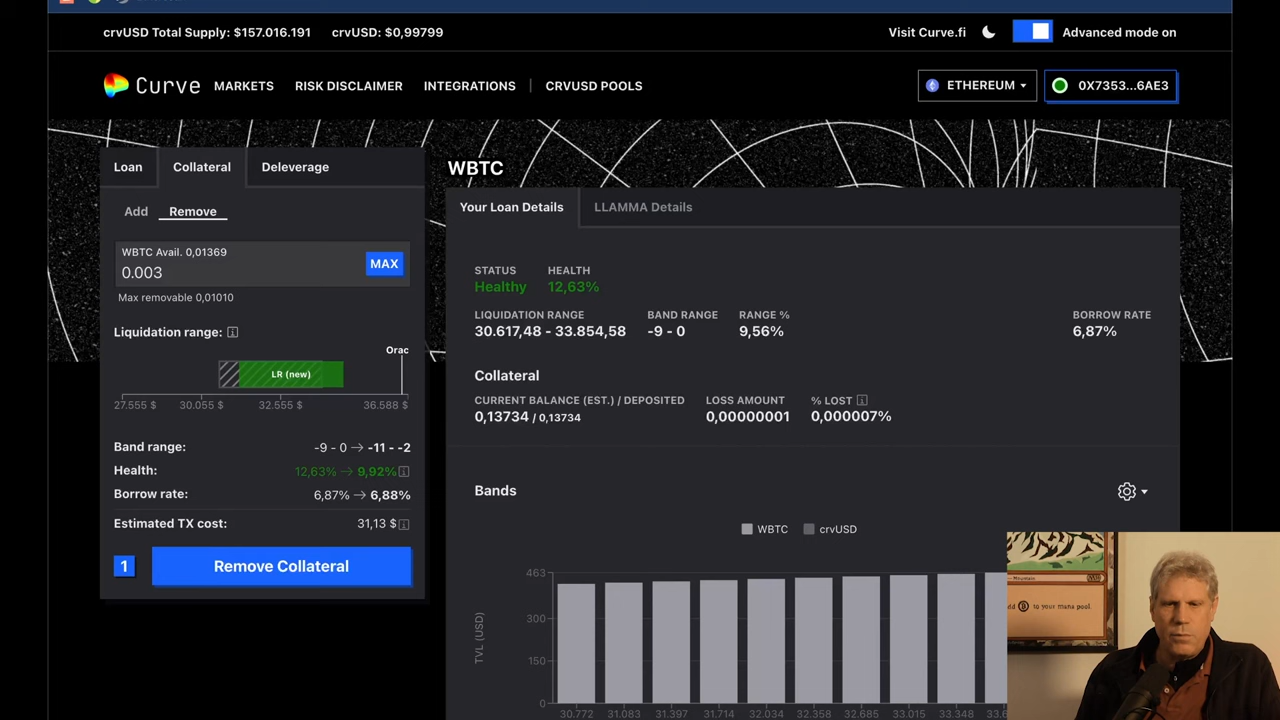 crvUSD Total Supply: $157.016.191 crvUSD: $0,99799 Visit Curve.fi Advanced mode on
Curve MARKETS RISK DISCLAIMER INTEGRATIONS CRVUSD POOLS ETHEREUM 0X7353...6AE3
Loan Collateral Deleverage
Add Remove
WBTC Avail. 0,01369
0.003
MAX
Max removable 0,01010
Liquidation range:
Orac
LR (new)
27.555 $ 30.055 $ 32.555 $ 36.588 $
Band range: -9 - 0 → -11 - -2
Health: 12,63% → 9,92%
Borrow rate: 6,87% → 6,88%
Estimated TX cost: 31,13 $
1 Remove Collateral
WBTC
Your Loan Details LLAMMA Details
STATUS HEALTH
Healthy 12,63%
LIQUIDATION RANGE BAND RANGE RANGE % BORROW RATE
30.617,48 - 33.854,58 -9 - 0 9,56% 6,87%
Collateral
CURRENT BALANCE (EST.) / DEPOSITED LOSS AMOUNT % LOST
0,13734 / 0,13734 0,00000001 0,000007%
Bands
WBTC crvUSD
463
300
150
0
TVL (USD)
30.772 31.083 31.397 31.714 32.034 32.358 32.685 33.015 33.348 33.6
Mountain
add to your mana pool.